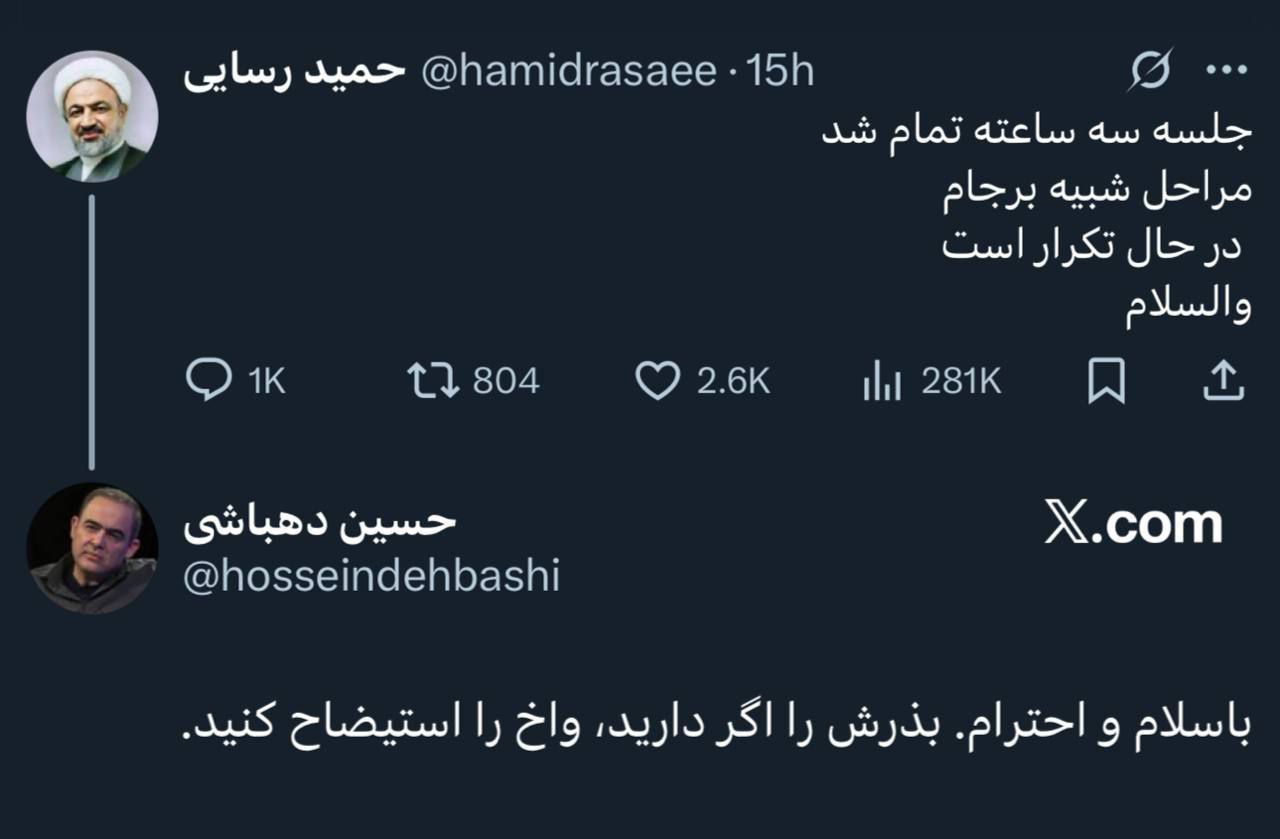 حمید رسایی @hamidrasaee · 15h
جلسه سه ساعته تمام شد
مراحل شبیه برجام
در حال تکرار است
والسلام
1K 804 2.6K 281K
حسین دهباشی
X.com
@hosseindehbashi
باسلام و احترام. بذرش را اگر دارید، واخ را استیضاح کنید.